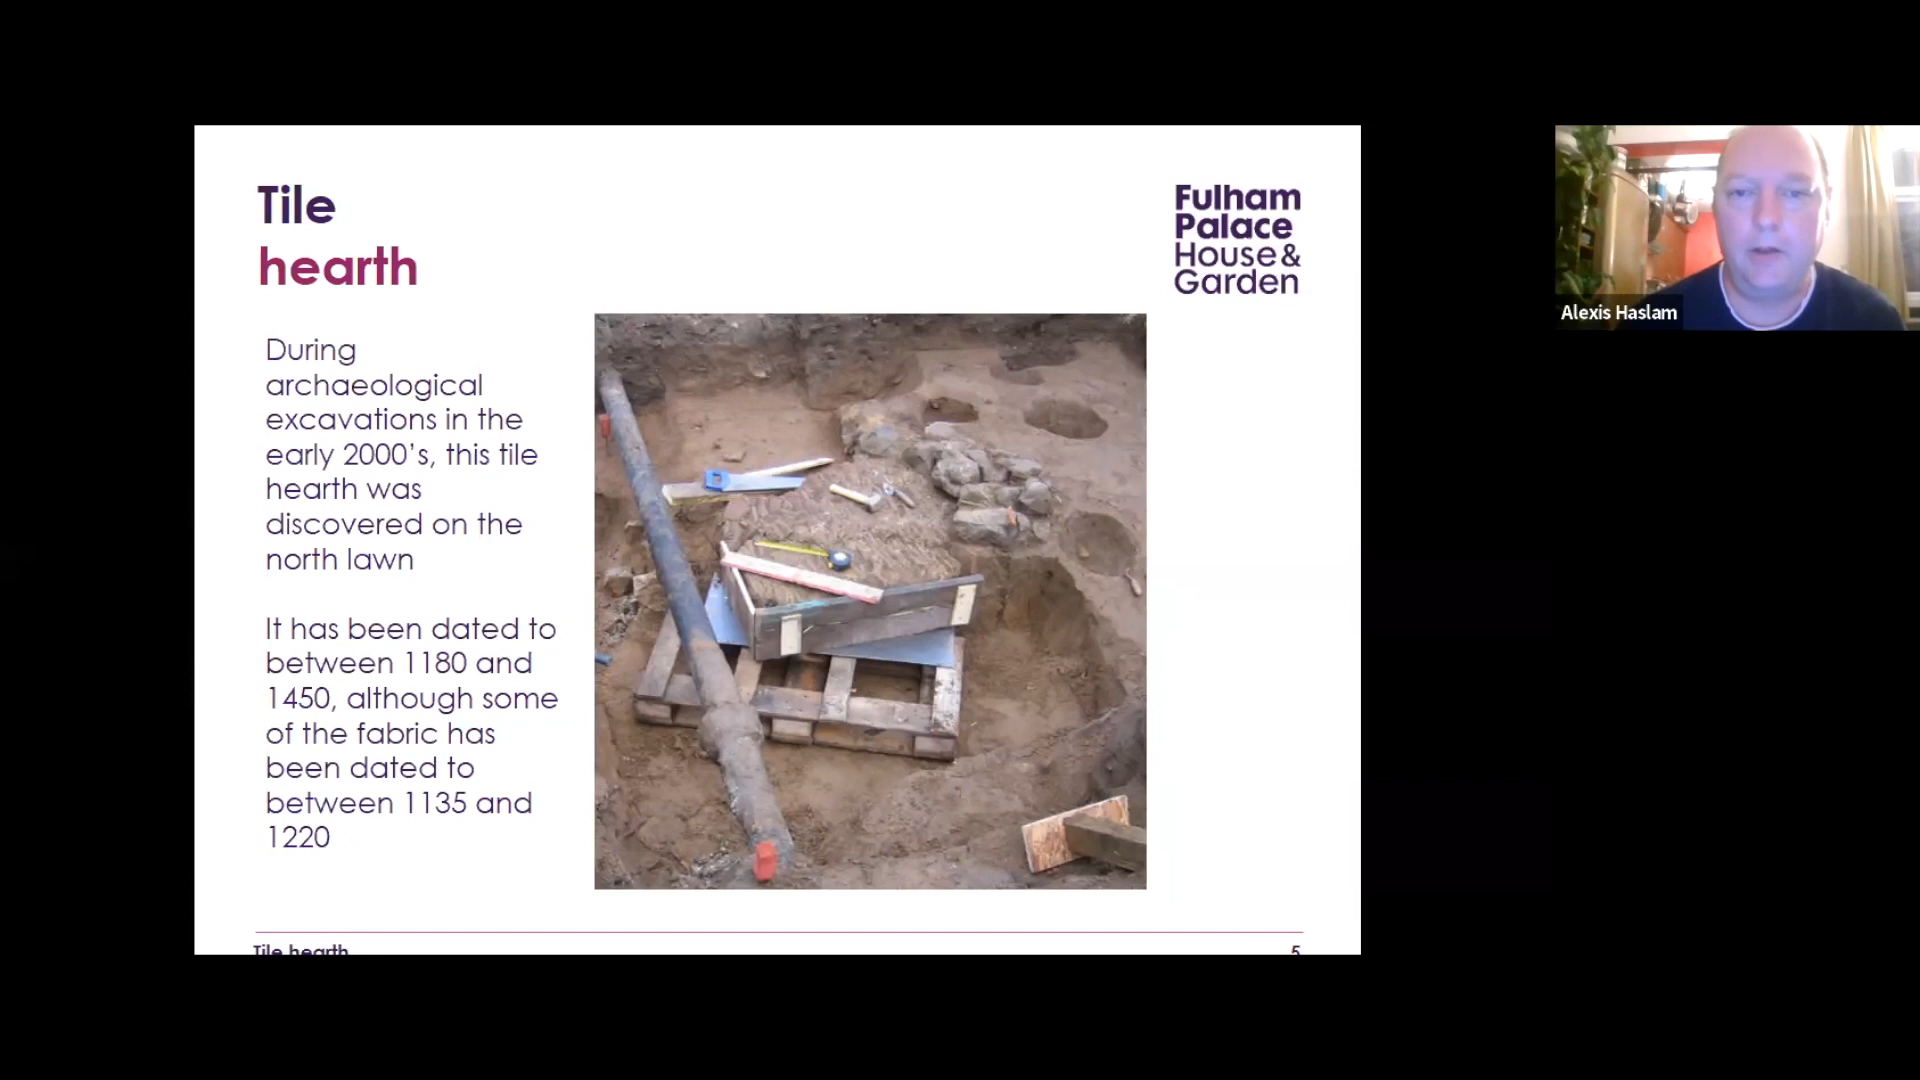 Tile
hearth
Fulham
Palace
House &
Garden
During
archaeological
excavations in the
early 2000's, this tile
hearth was
discovered on the
north lawn
It has been dated to
between 1180 and
1450, although some
of the fabric has
been dated to
between 1135 and
1220
Tile hearth
5
Alexis Haslam